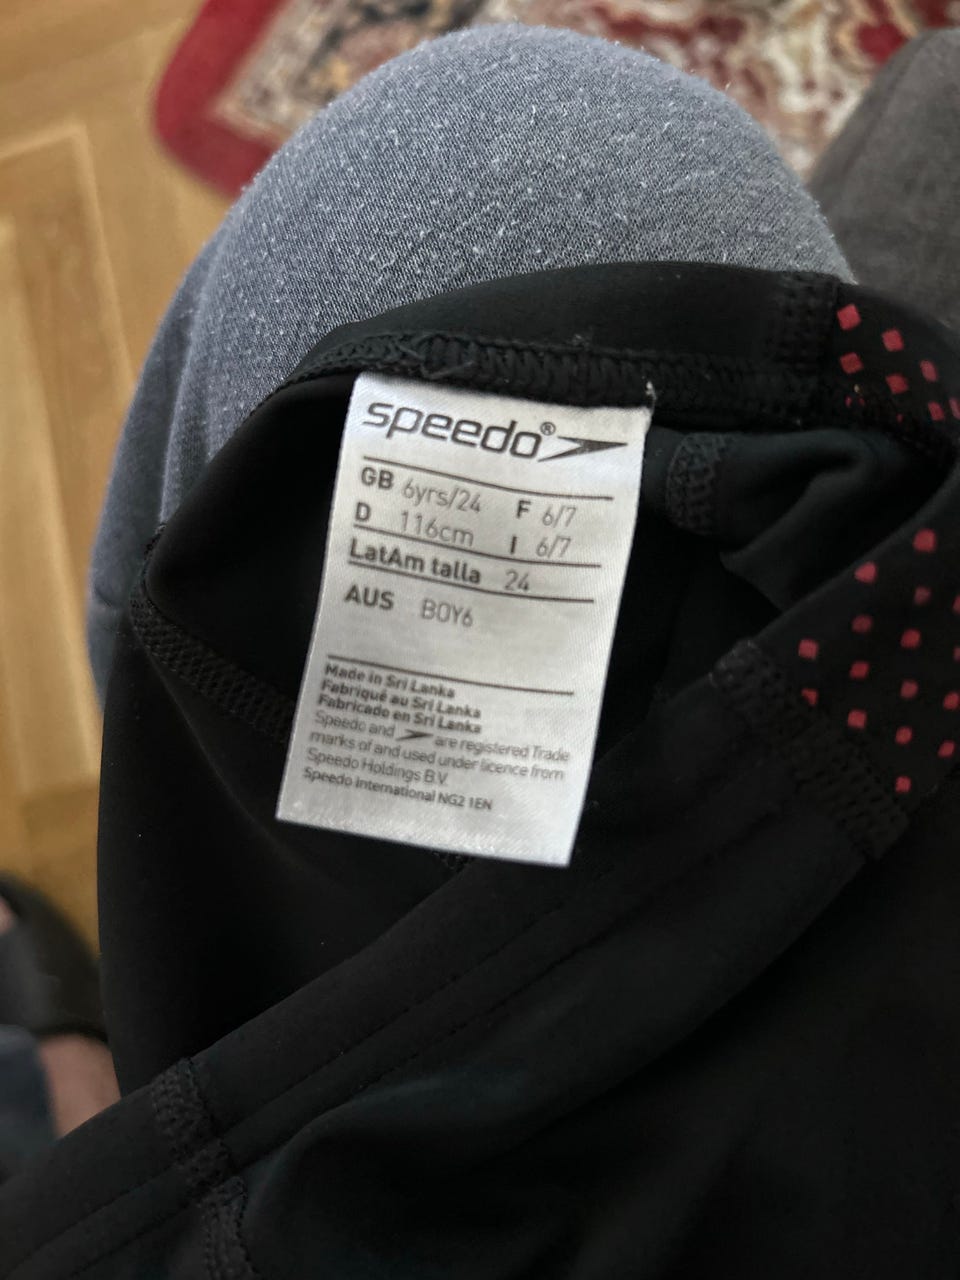 speedo®
GB 6yrs/24 F 6/7
D 116cm I 6/7
LatAm talla 24
AUS BOY6
Made in Sri Lanka
Fabriqué au Sri Lanka
Fabricado en Sri Lanka
Speedo and are registered Trade
marks of and used under licence from
Speedo Holdings B.V.
Speedo International NG2 1EN